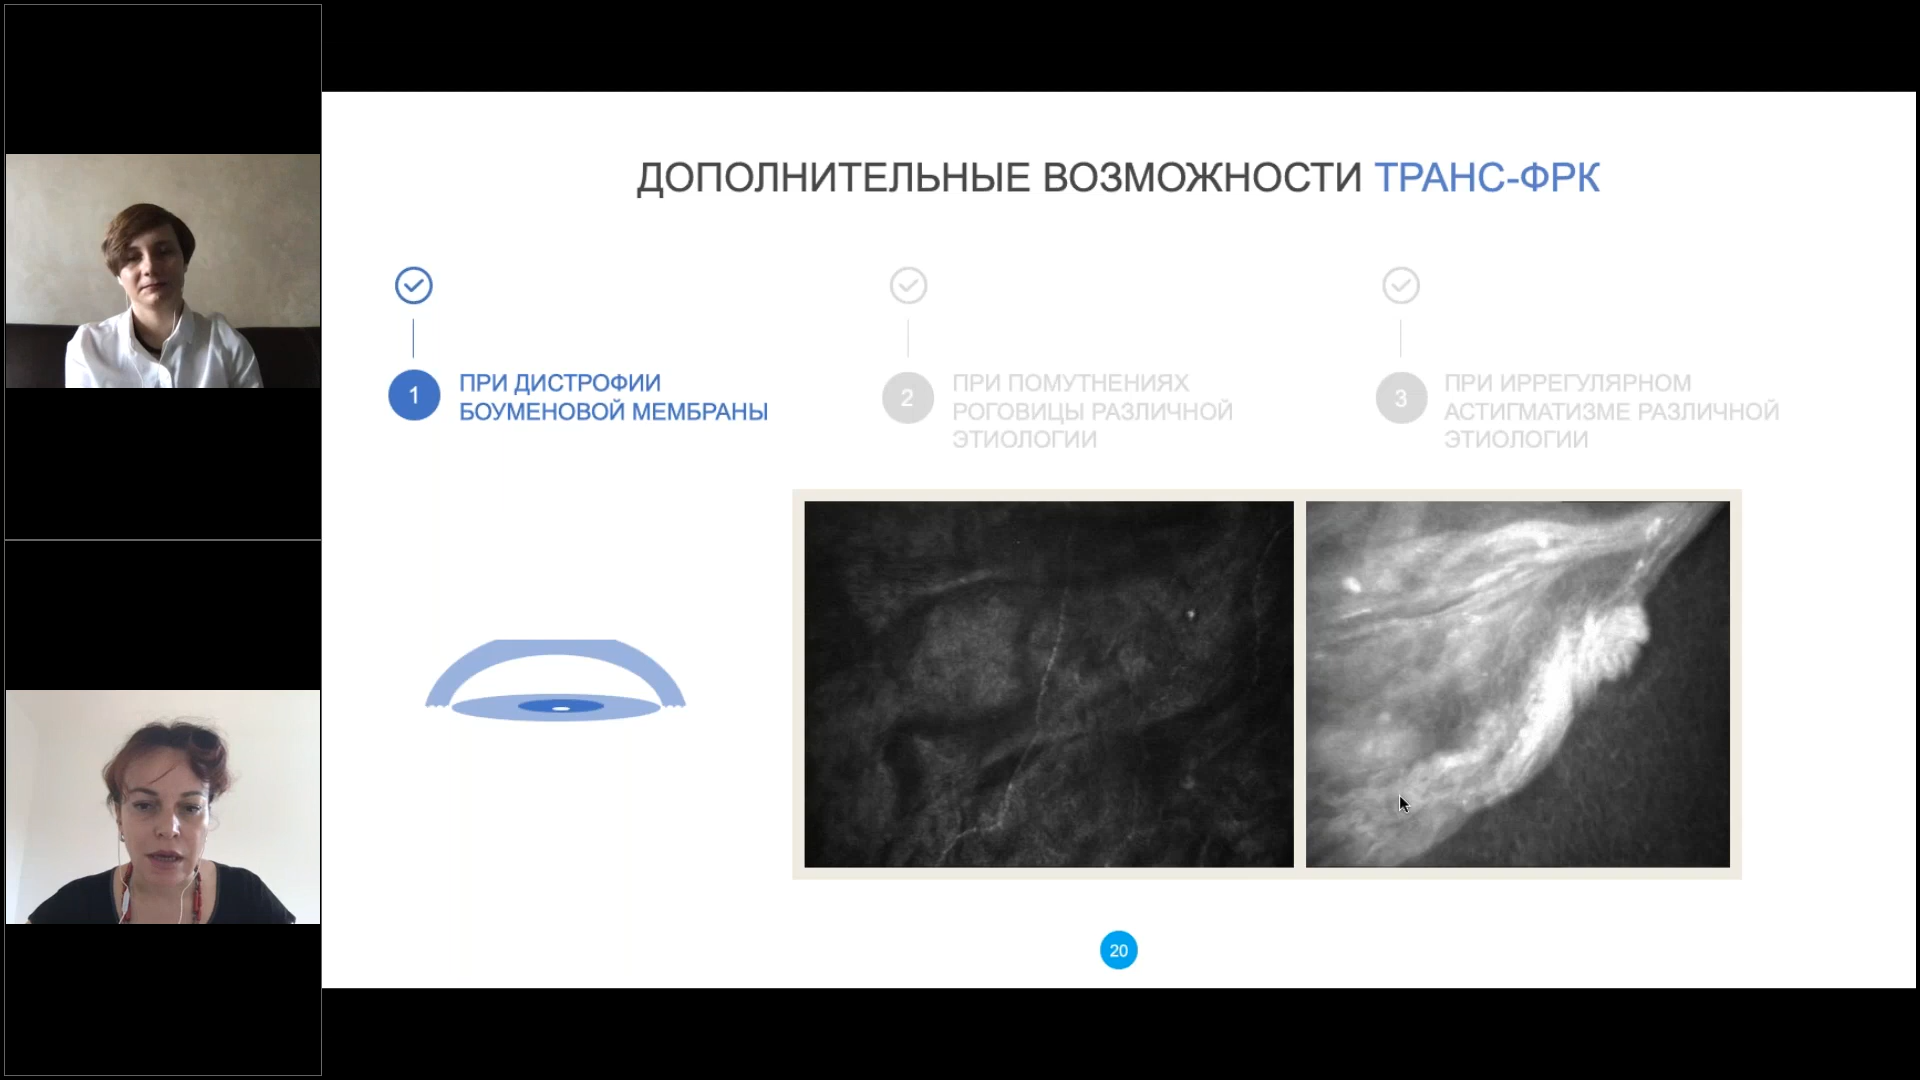 ДОПОЛНИТЕЛЬНЫЕ ВОЗМОЖНОСТИ ТРАНС-ФРК
1
ПРИ ДИСТРОФИИ
БОУМЕНОВОЙ МЕМБРАНЫ
2
ПРИ ПОМУТНЕНИЯХ
РОГОВИЦЫ РАЗЛИЧНОЙ
ЭТИОЛОГИИ
3
ПРИ ИРРЕГУЛЯРНОМ
АСТИГМАТИЗМЕ РАЗЛИЧНОЙ
ЭТИОЛОГИИ
20